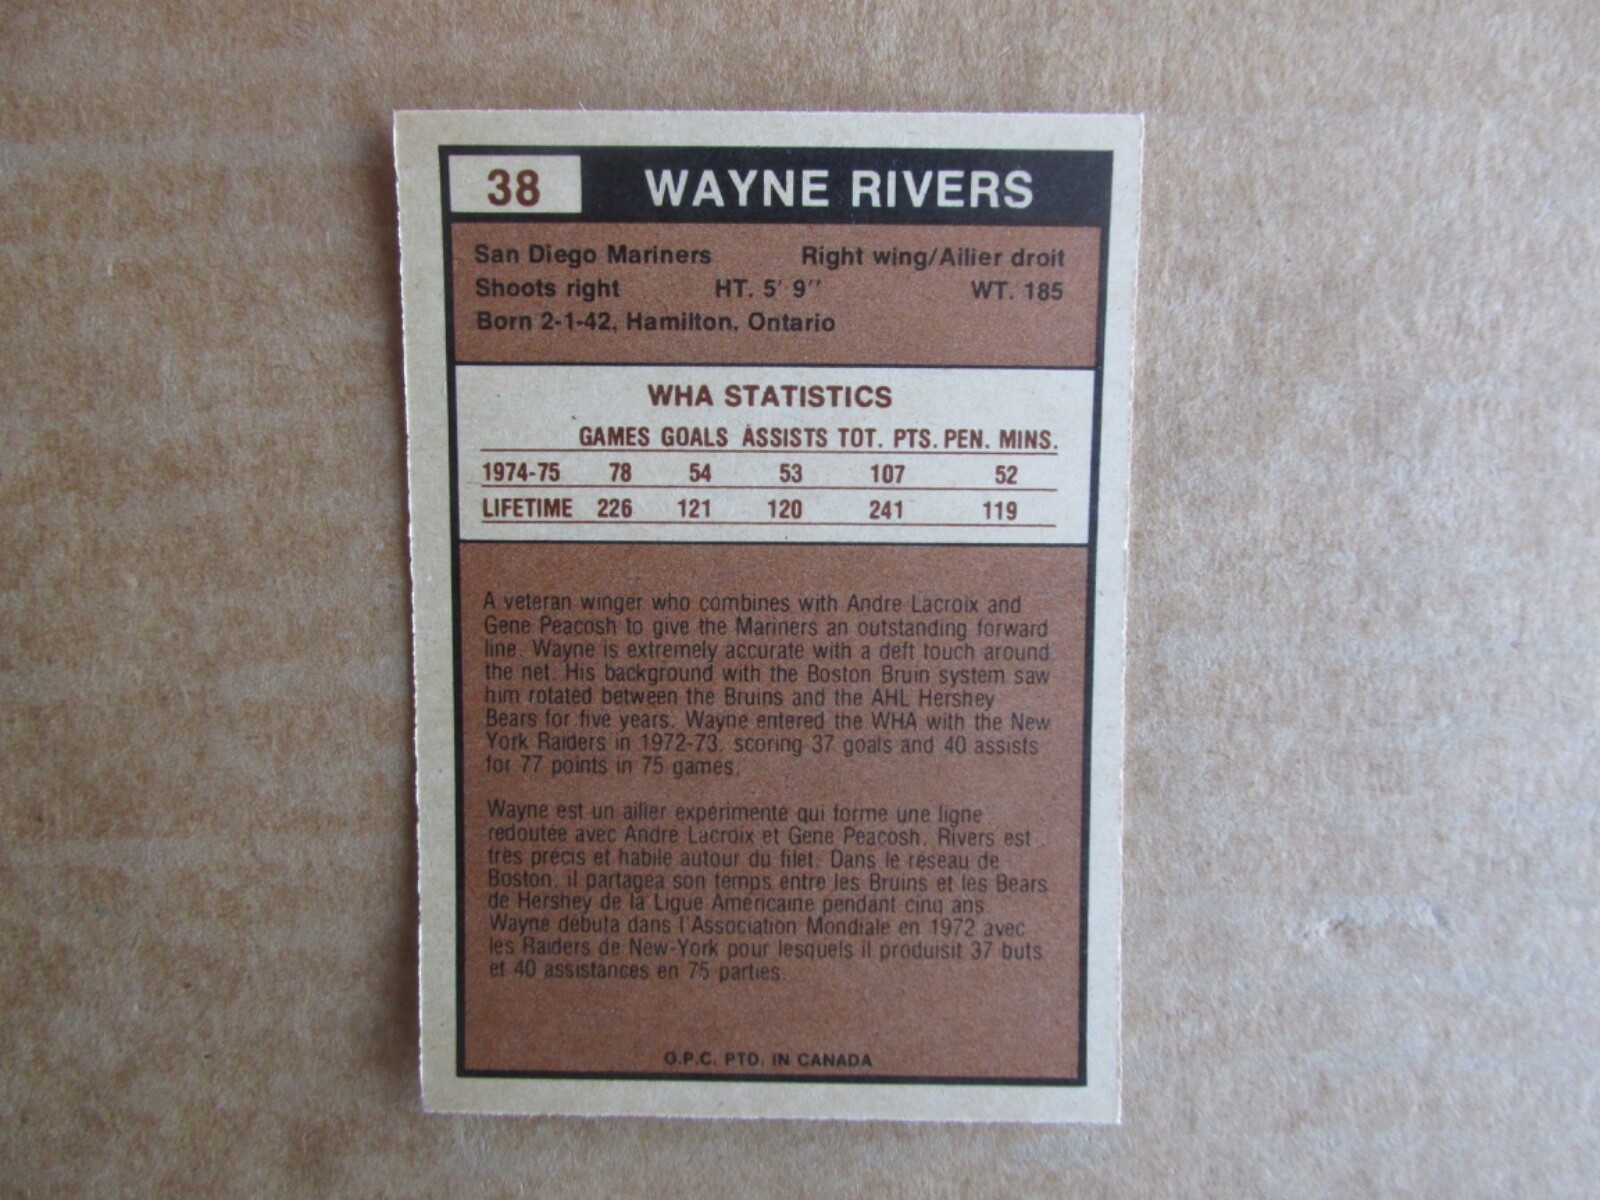 38 WAYNE RIVERS
San Diego Mariners Right wing/Ailier droit
Shoots right HT. 5' 9'' WT. 185
Born 2-1-42, Hamilton, Ontario
WHA STATISTICS
GAMES GOALS ASSISTS TOT. PTS. PEN. MINS.
1974-75 78 54 53 107 52
LIFETIME 226 121 120 241 119
A veteran winger who combines with Andre Lacroix and
Gene Peacosh to give the Mariners an outstanding forward
line. Wayne is extremely accurate with a deft touch around
the net. His background with the Boston Bruin system saw
him rotated between the Bruins and the AHL Hershey
Bears for five years. Wayne entered the WHA with the New
York Raiders in 1972-73. scoring 37 goals and 40 assists
for 77 points in 75 games.
Wayne est un ailier expérimenté qui forme une ligne
redoutée avec André Lacroix et Gene Peacosh. Rivers est
très précis et habile autour du filet. Dans le réseau de
Boston, il partagea son temps entre les Bruins et les Bears
de Hershey de la Ligue Américaine pendant cinq ans.
Wayne débuta dans l'Association Mondiale en 1972 avec
les Raiders de New-York pour lesquels il produisit 37 buts
et 40 assistances en 75 parties.
O.P.C. PTD. IN CANADA